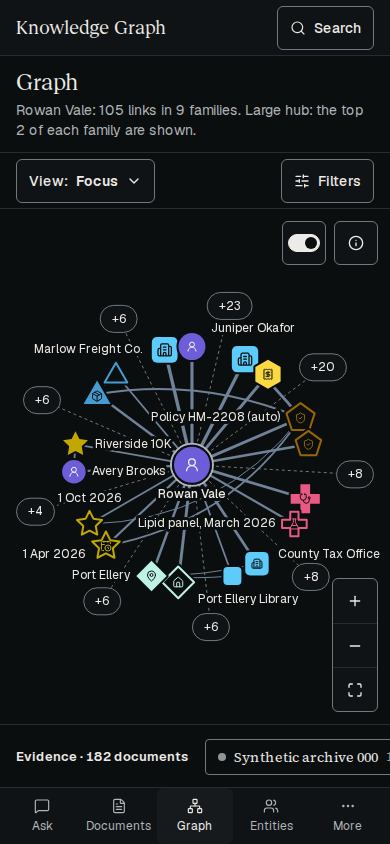 Knowledge Graph
Search
Graph
Rowan Vale: 105 links in 9 families. Large hub: the top
2 of each family are shown.
View: Focus
Filters
+6
+23
Juniper Okafor
Marlow Freight Co.
+20
+6
Policy HM-2208 (auto)
Riverside 10K
Avery Brooks
+8
Rowan Vale
1 Oct 2026
+4
Lipid panel, March 2026
1 Apr 2026
County Tax Office
Port Ellery
+8
Port Ellery Library
+6
+6
Evidence · 182 documents
Synthetic archive 000
Ask
Documents
Graph
Entities
More